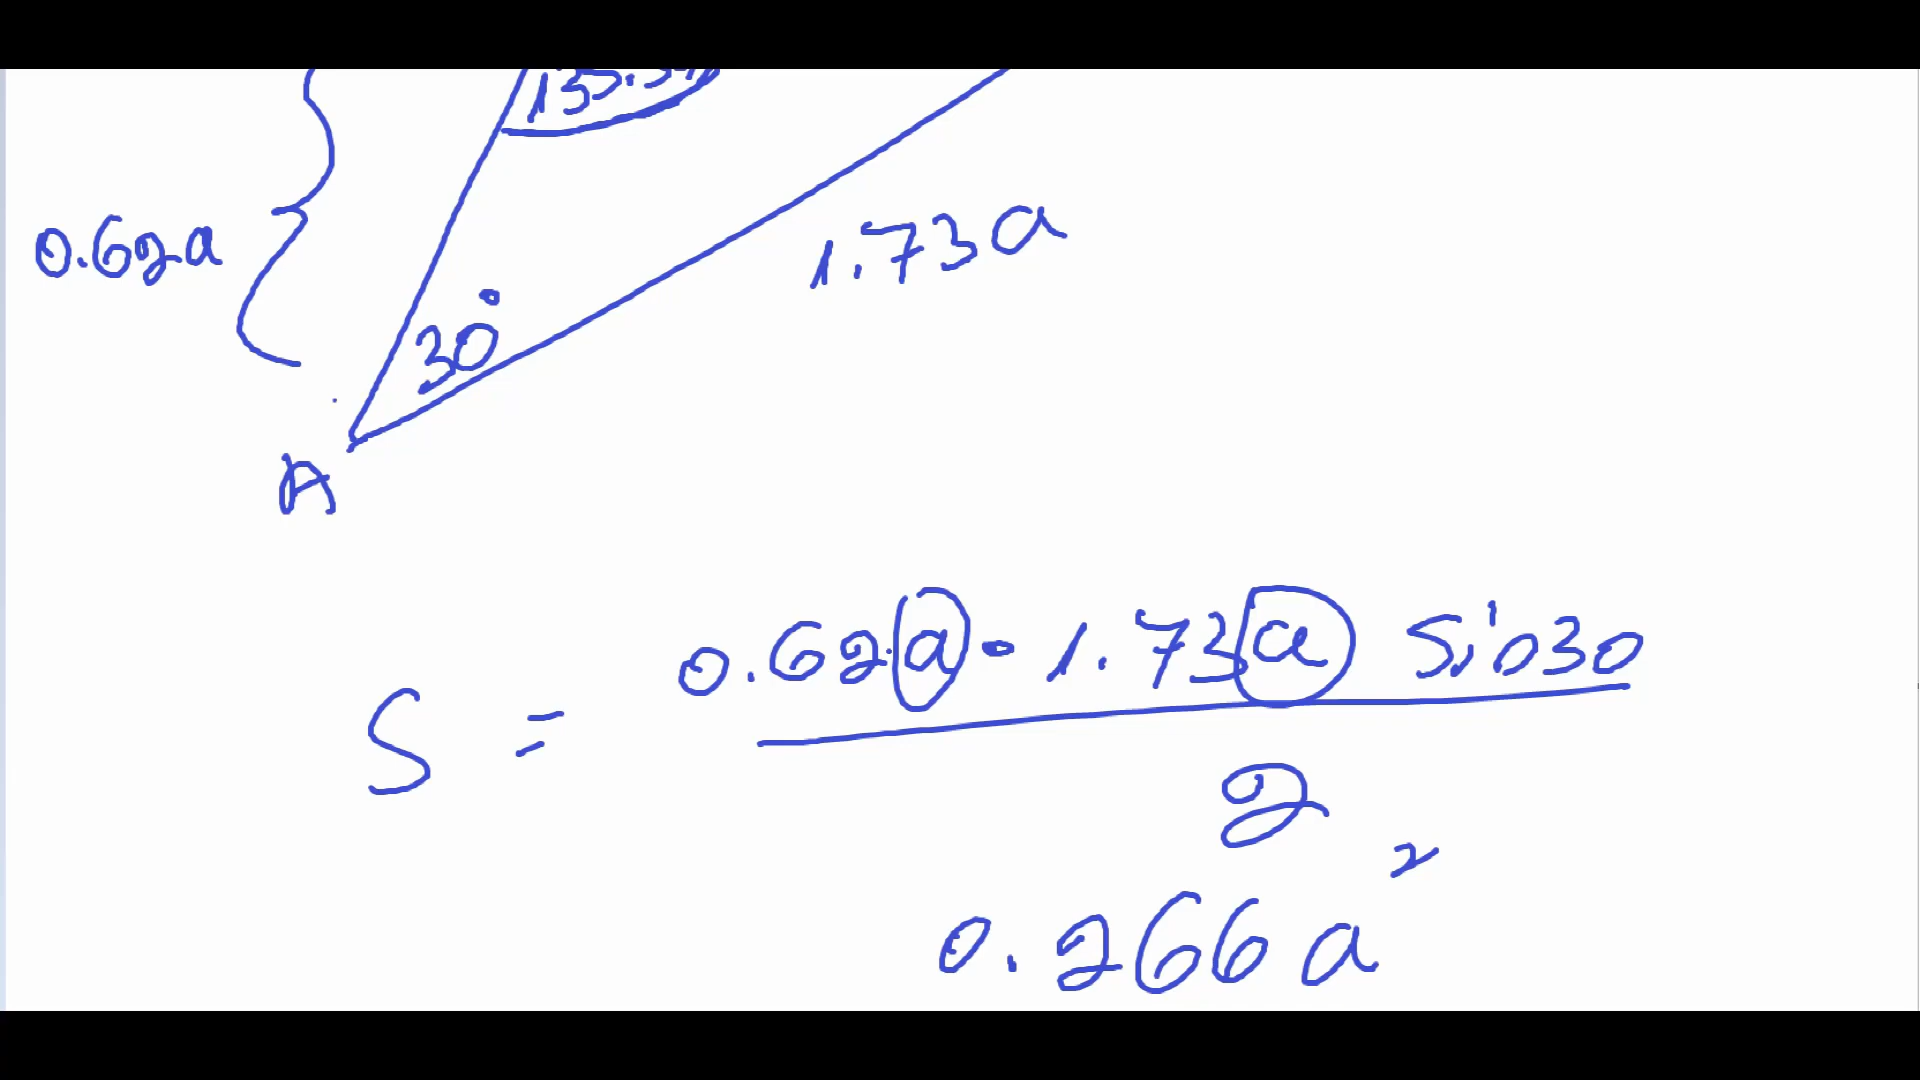 0.62a
1.73a
30°
A
S = 0.62a · 1.73a sin30
2
0.266a²